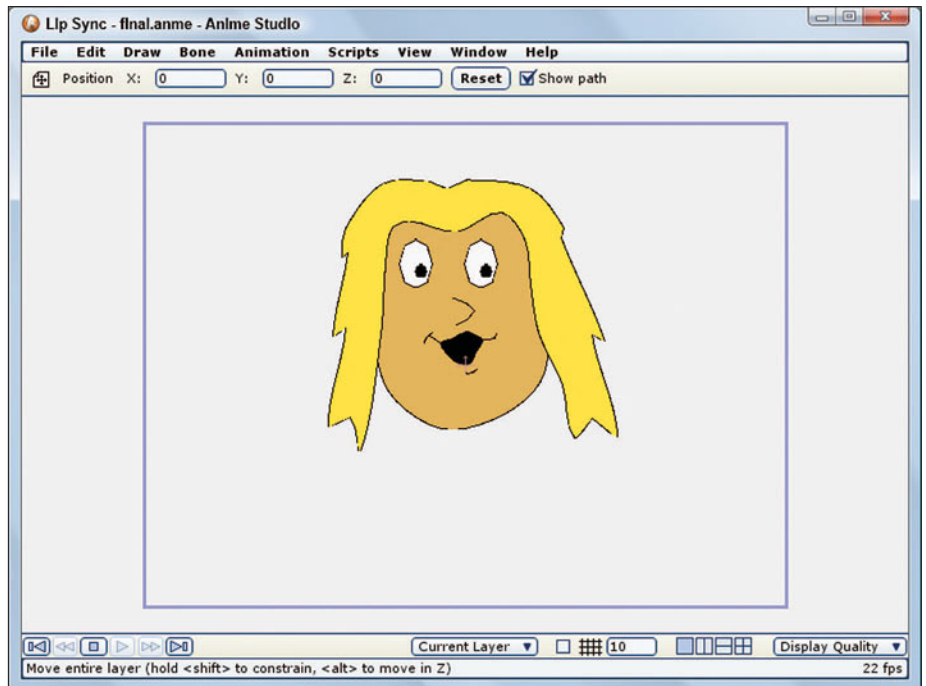 Lip Sync - final.anme - Anime Studio
File Edit Draw Bone Animation Scripts View Window Help
Position X: 0 Y: 0 Z: 0 Reset Show path
Current Layer 10 Display Quality
Move entire layer (hold <shift> to constrain, <alt> to move in Z) 22 fps